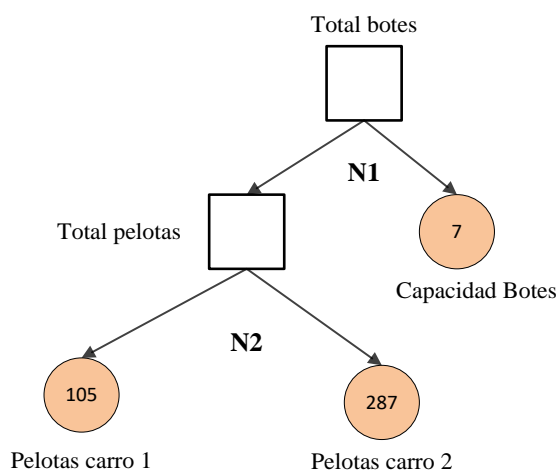 Total botes
N1
Total pelotas
7
Capacidad Botes
N2
105
287
Pelotas carro 1
Pelotas carro 2